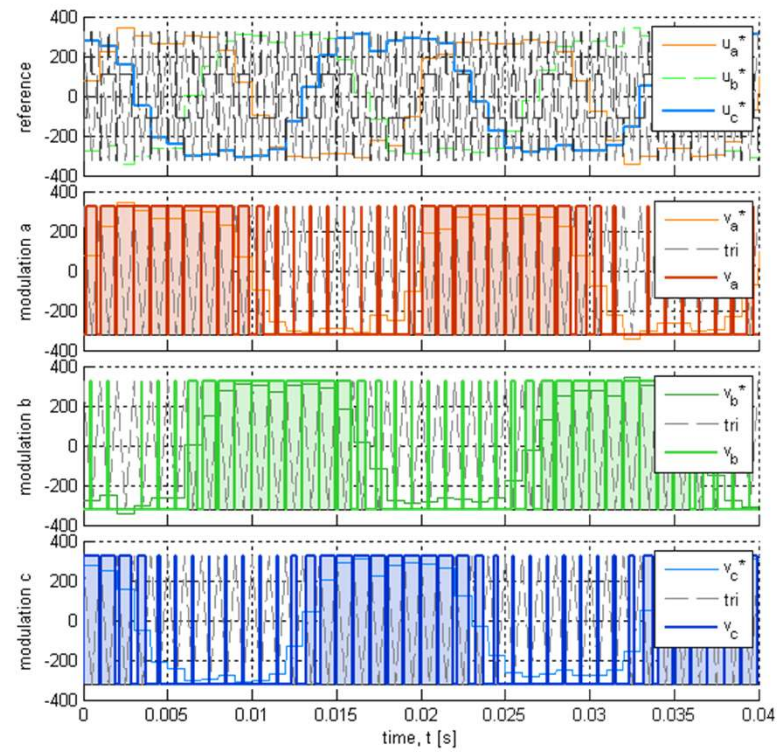 400
200
0
-200
-400
reference
u_a*
u_b*
u_c*
400
200
0
-200
-400
modulation a
v_a*
tri
v_a
400
200
0
-200
-400
modulation b
v_b*
tri
v_b
400
200
0
-200
-400
modulation c
v_c*
tri
v_c
0 0.005 0.01 0.015 0.02 0.025 0.03 0.035 0.04
time, t [s]